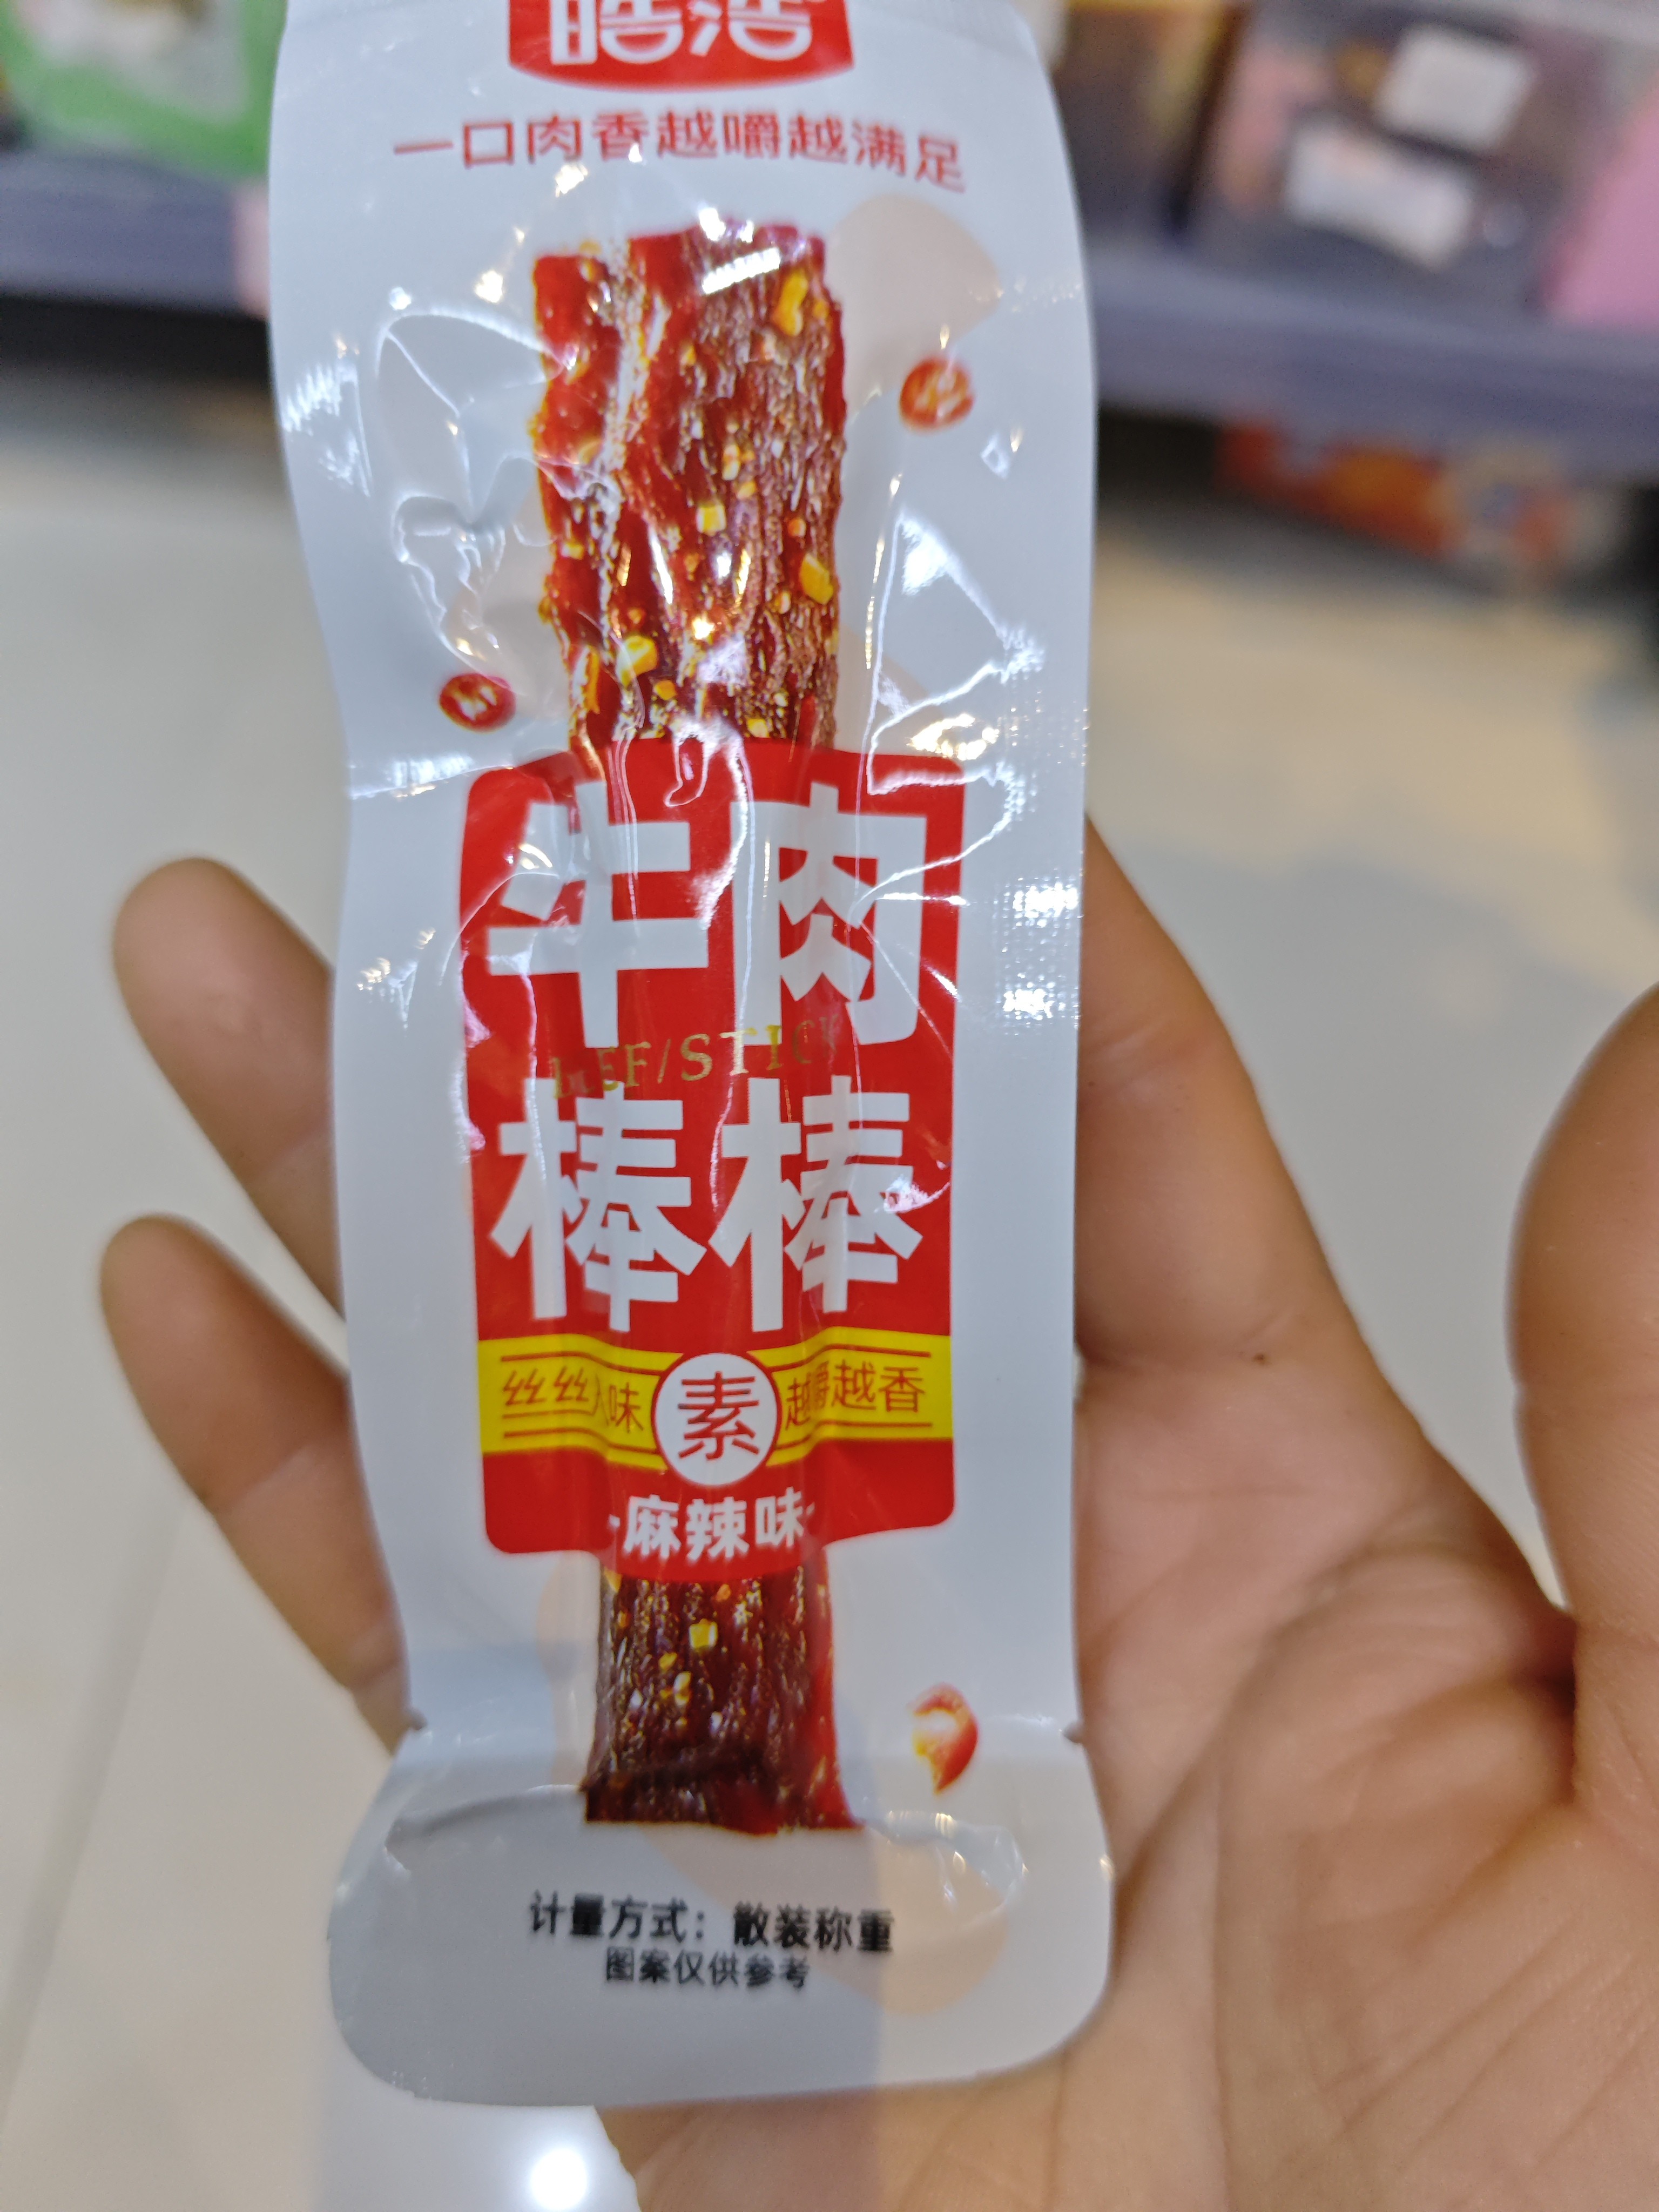 皓浩
一口肉香越嚼越满足
牛肉
BEEF/STICK
棒棒
丝丝入味 素 越嚼越香
麻辣味
计量方式：散装称重
图案仅供参考